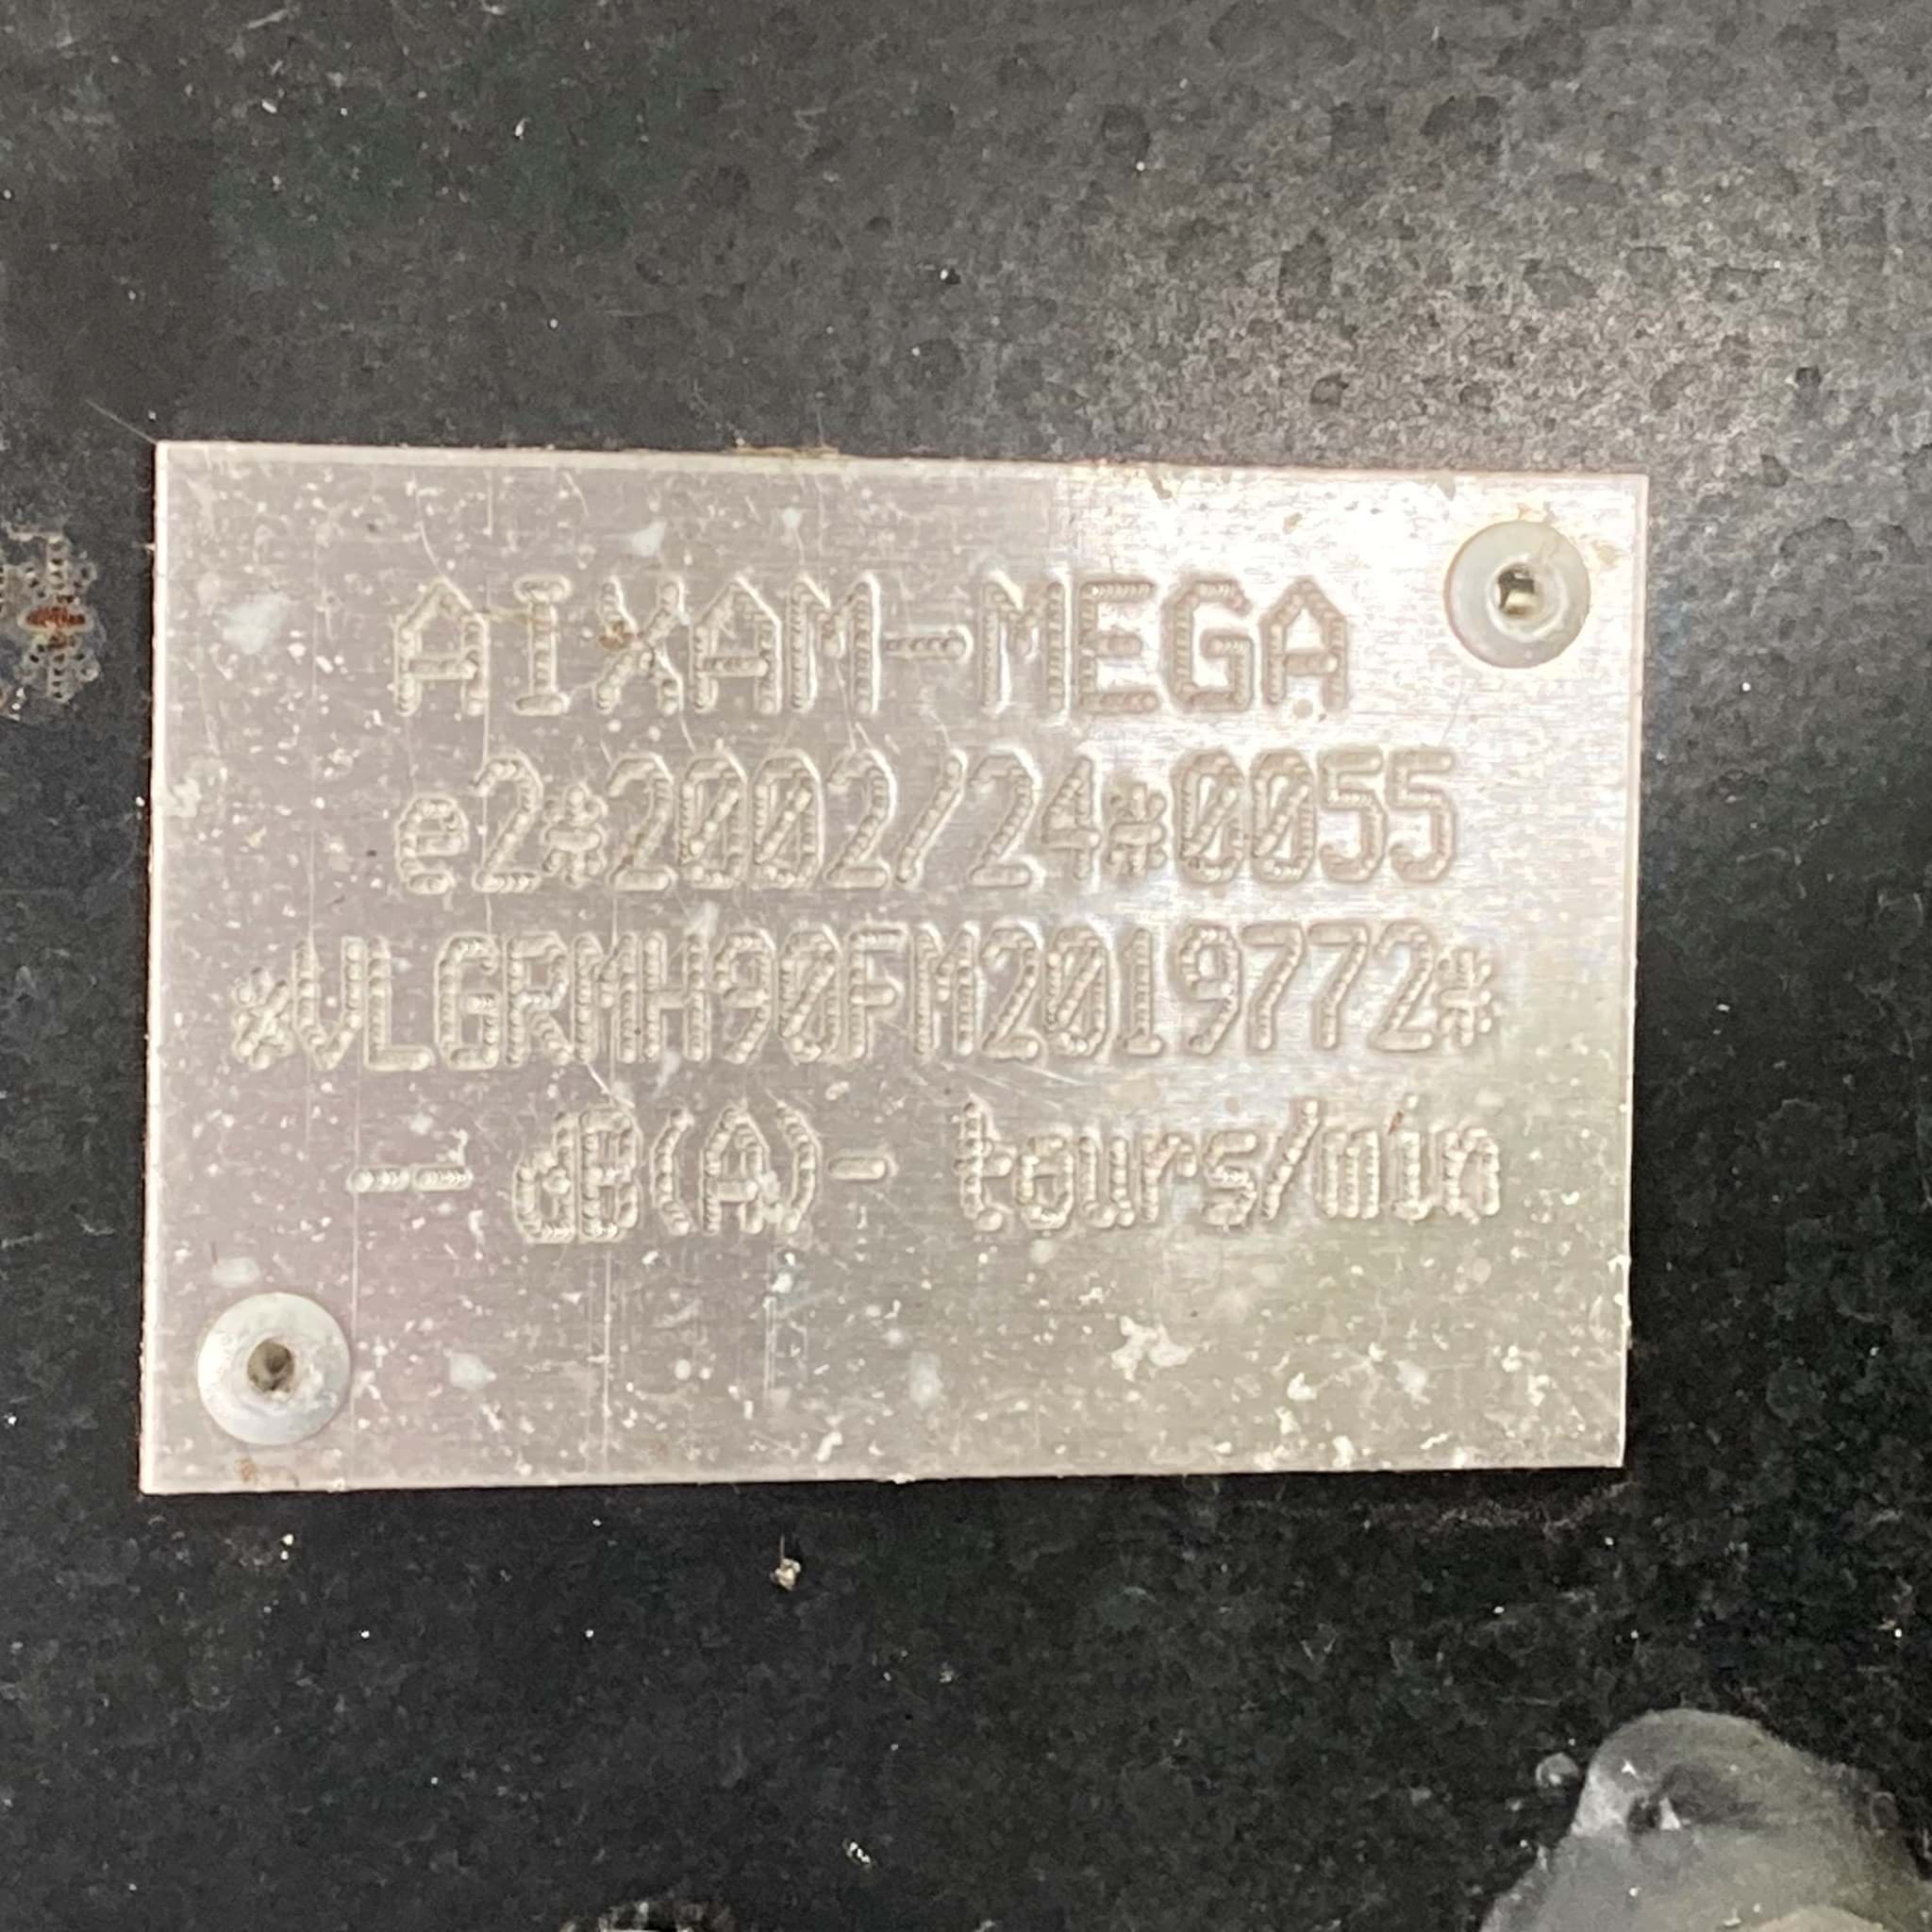 AIXAM-MEGA
e2*2002/24*0055
*VLGRMH90FM2019772*
-- dB(A)- tours/min